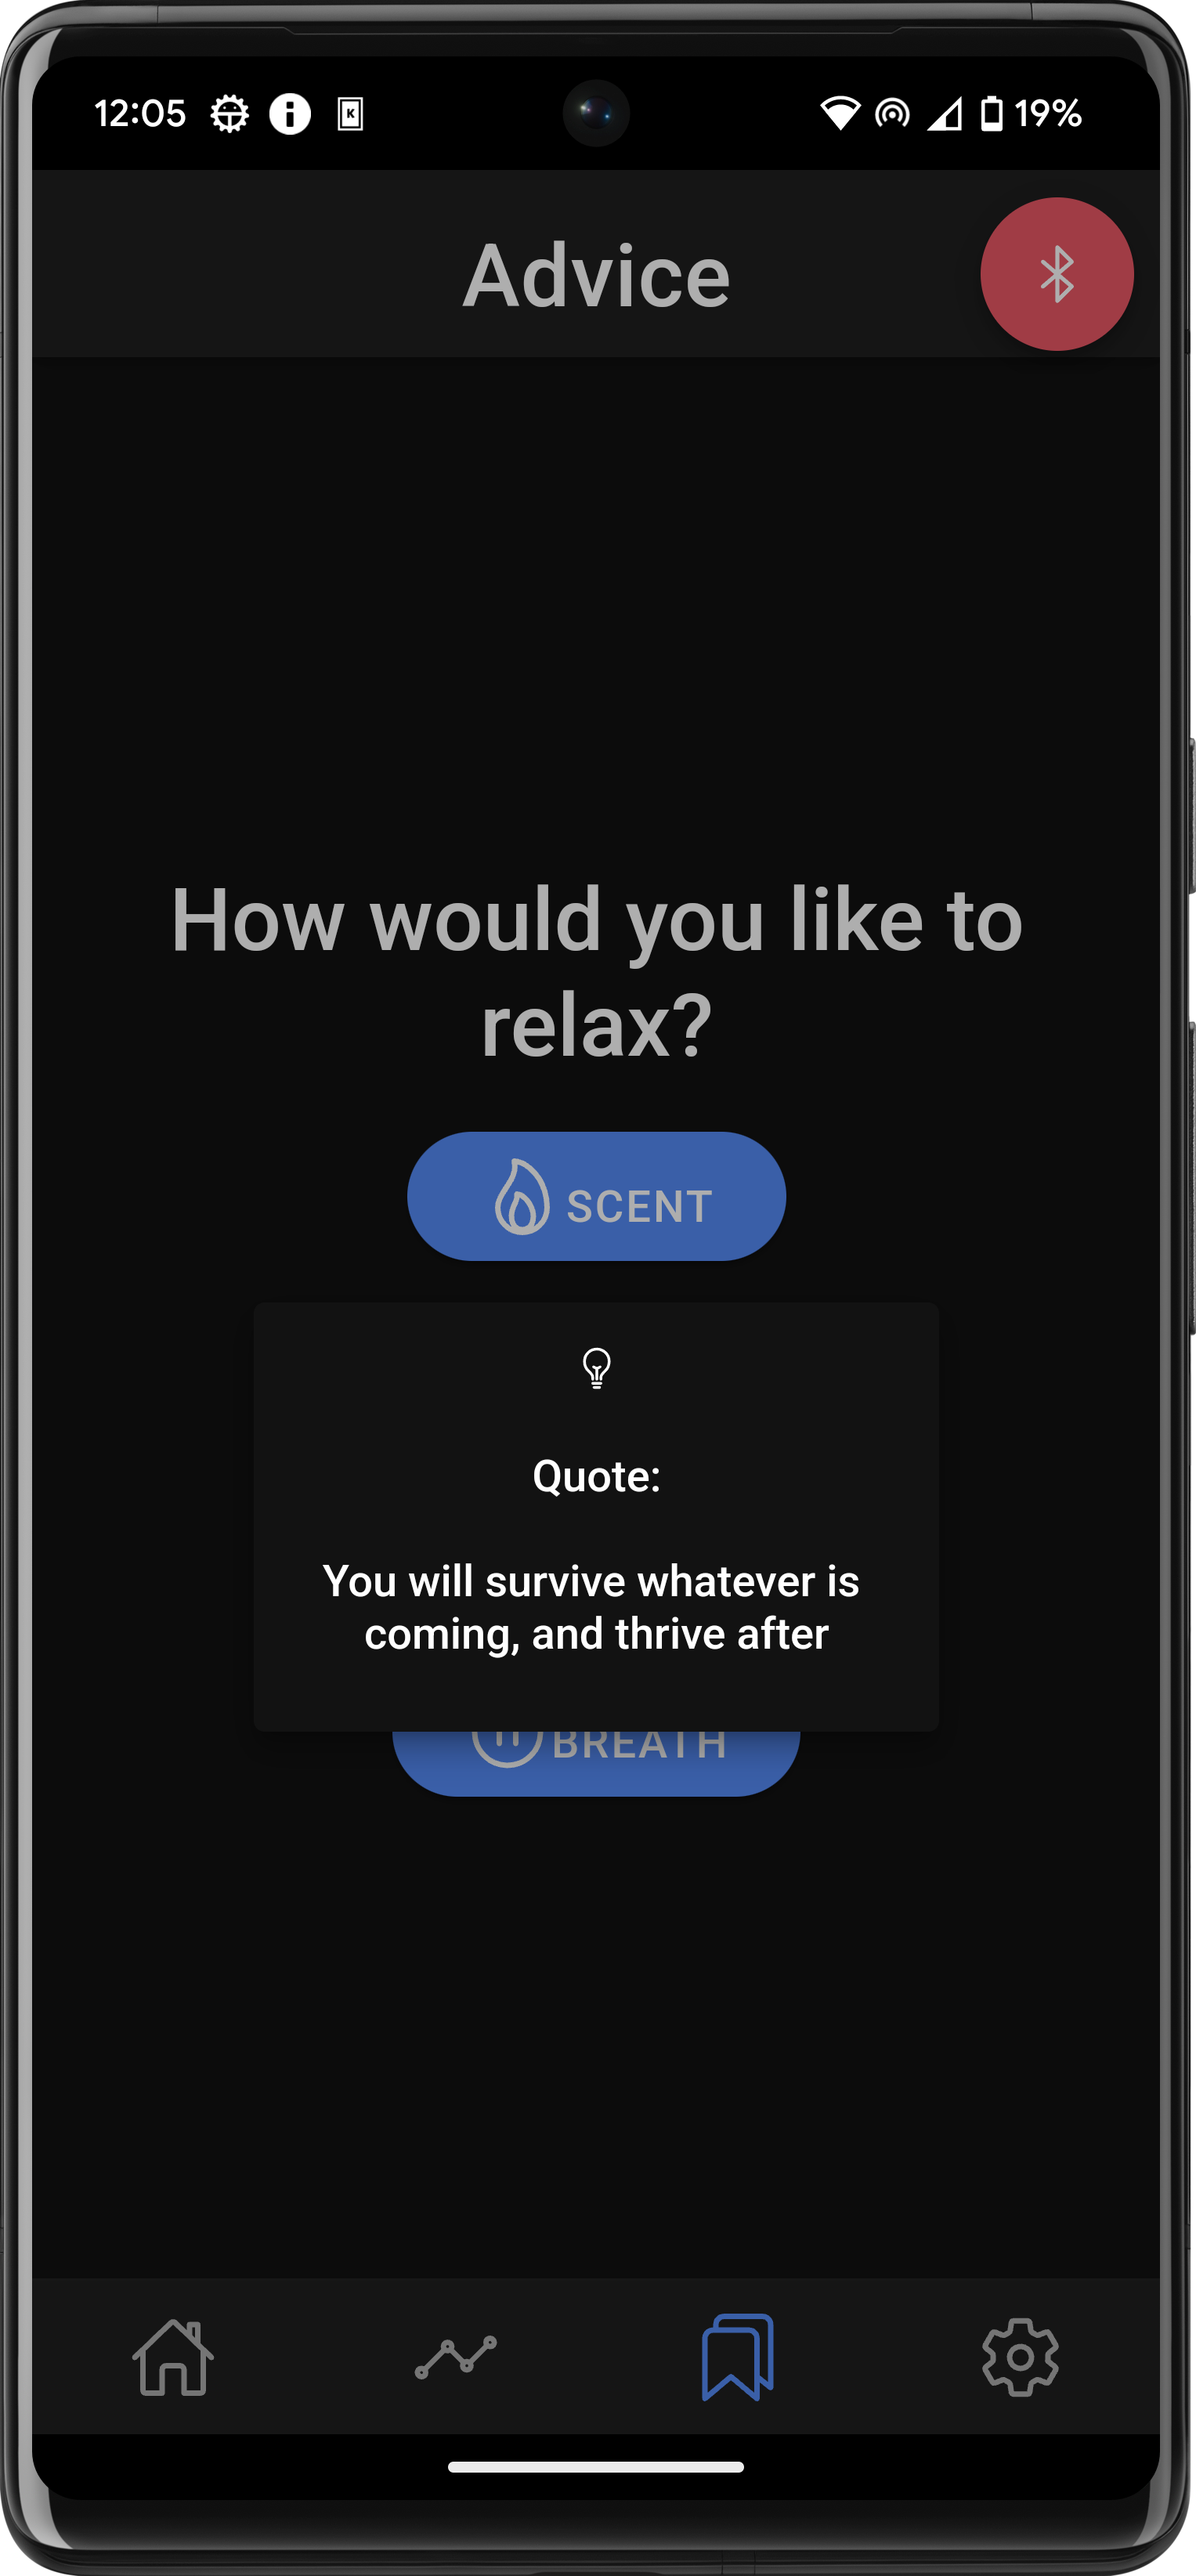 12:05 K 19%
Advice
How would you like to
relax?
SCENT
Quote:
You will survive whatever is
coming, and thrive after
BREATH